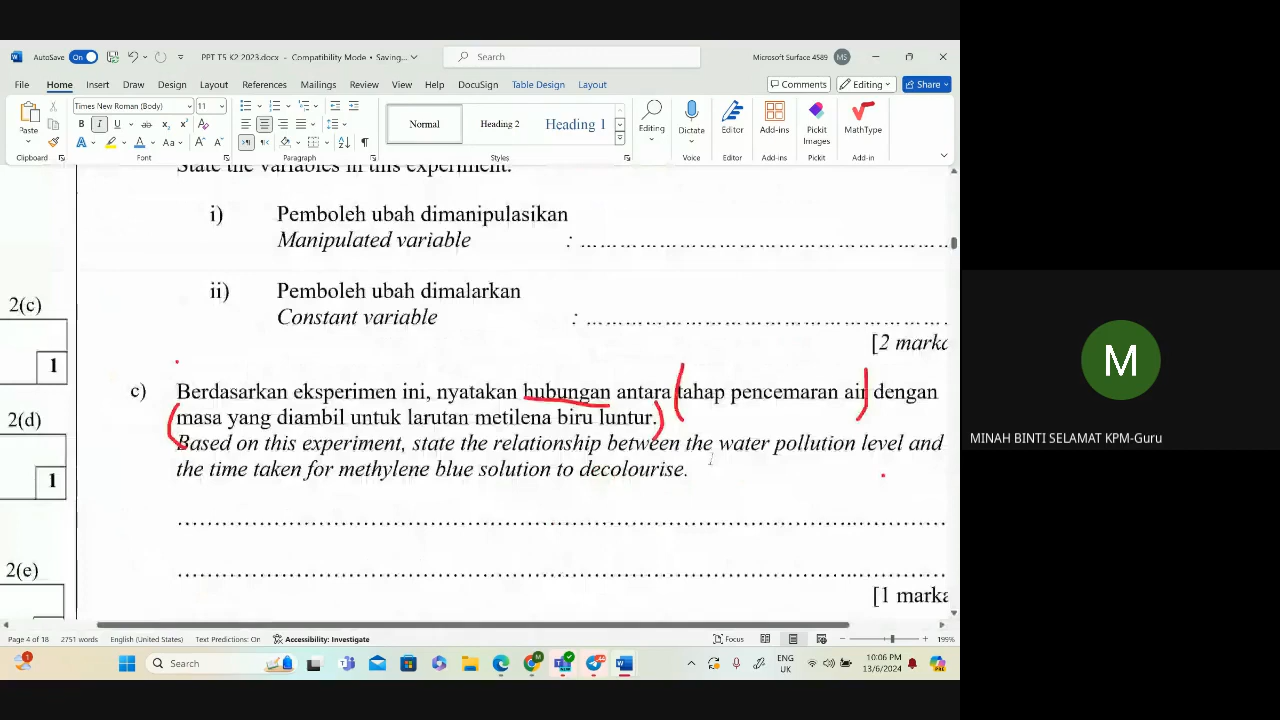 AutoSave On PPT T5 K2 2023.docx - Compatibility Mode • Saving... Search Microsoft Surface 4589 MS
File Home Insert Draw Design Layout References Mailings Review View Help DocuSign Table Design Layout Comments Editing Share
Times New Roman (Body) 11
Paste Normal Heading 2 Heading 1 Editing Dictate Editor Add-ins Pickit Images MathType
Clipboard Font Paragraph Styles Voice Editor Add-ins Pickit Add-in
State the variables in this experiment.
i) Pemboleh ubah dimanipulasikan
Manipulated variable : ……………………………………………
ii) Pemboleh ubah dimalarkan
Constant variable : ……………………………………………
[2 marka
2(c)
1
c) Berdasarkan eksperimen ini, nyatakan hubungan antara tahap pencemaran air dengan
masa yang diambil untuk larutan metilena biru luntur.
2(d)
Based on this experiment, state the relationship between the water pollution level and
the time taken for methylene blue solution to decolourise.
1
………………………………………………………………………………
2(e)
………………………………………………………………………………
[1 marka
MINAH BINTI SELAMAT KPM-Guru
M
Page 4 of 18 2751 words English (United States) Text Predictions: On Accessibility: Investigate Focus 199%
1 Search ENG UK 10:06 PM 13/6/2024